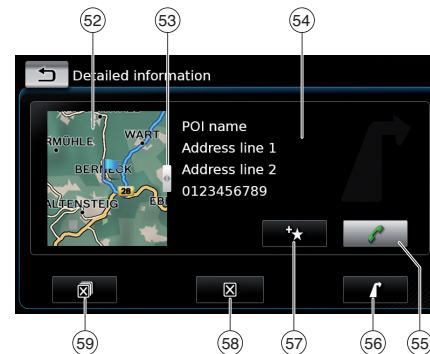 52 53 54
Detailed information
RMÜHLE
WART
BERNECK
28
ALTENSTEIG
EBI
POI name
Address line 1
Address line 2
0123456789
59 58 57 56 55